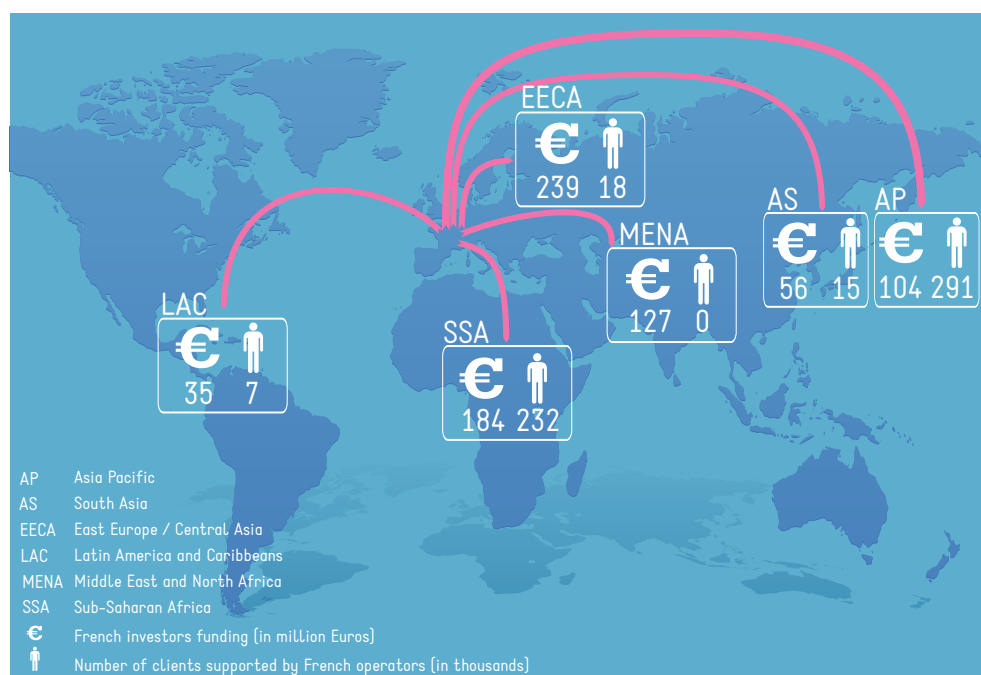 EECA
€
239 18
AS
€
56 15
AP
€
104 291
MENA
€
127 0
LAC
€
35 7
SSA
€
184 232
AP Asia Pacific
AS South Asia
EECA East Europe / Central Asia
LAC Latin America and Caribbeans
MENA Middle East and North Africa
SSA Sub-Saharan Africa
€ French investors funding (in million Euros)
Number of clients supported by French operators (in thousands)